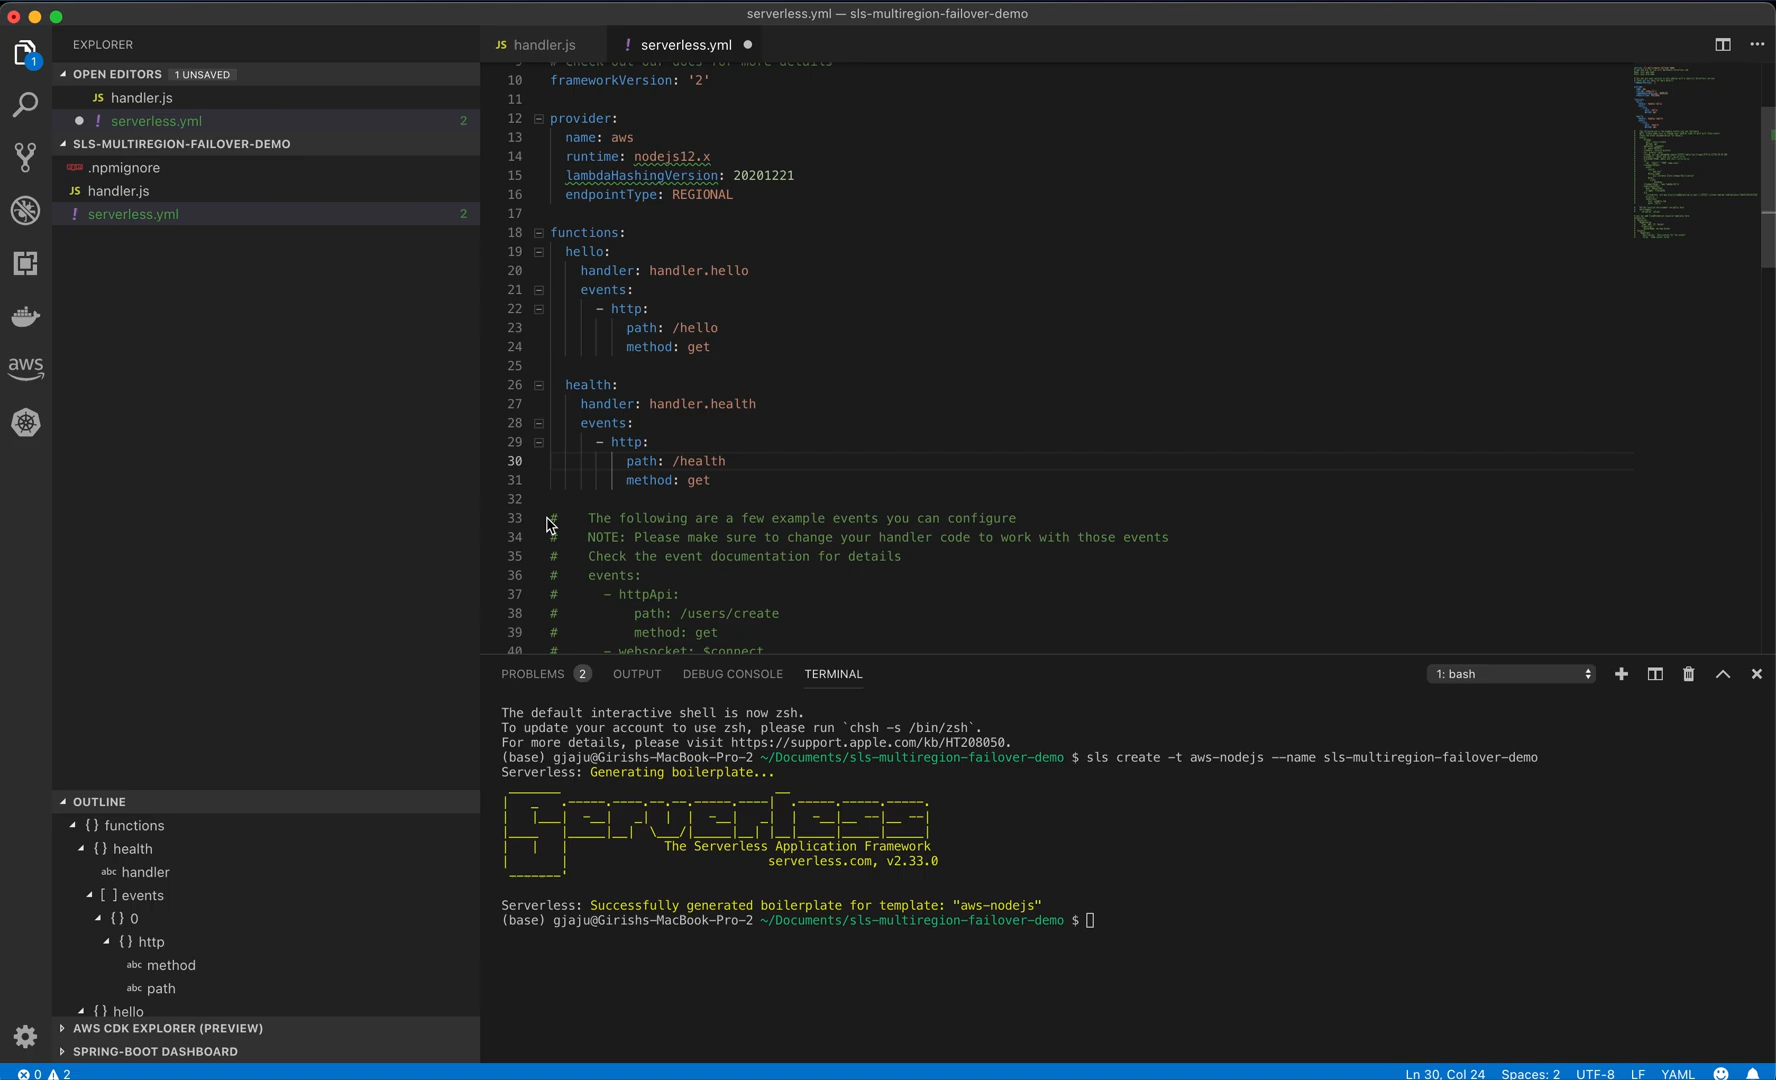 serverless.yml — sls-multiregion-failover-demo
EXPLORER
OPEN EDITORS 1 UNSAVED
JS handler.js
! serverless.yml 2
SLS-MULTIREGION-FAILOVER-DEMO
.npmignore
JS handler.js
! serverless.yml 2
1
aws
OUTLINE
{} functions
{} health
abc handler
[ ] events
{} 0
{} http
abc method
abc path
{} hello
AWS CDK EXPLORER (PREVIEW)
SPRING-BOOT DASHBOARD
JS handler.js
! serverless.yml
# Check out our docs for more details
10 frameworkVersion: '2'
11
12 provider:
13 name: aws
14 runtime: nodejs12.x
15 lambdaHashingVersion: 20201221
16 endpointType: REGIONAL
17
18 functions:
19 hello:
20 handler: handler.hello
21 events:
22 - http:
23 path: /hello
24 method: get
25
26 health:
27 handler: handler.health
28 events:
29 - http:
30 path: /health
31 method: get
32
33 # The following are a few example events you can configure
34 # NOTE: Please make sure to change your handler code to work with those events
35 # Check the event documentation for details
36 # events:
37 # - httpApi:
38 # path: /users/create
39 # method: get
40 # - websocket: $connect
PROBLEMS 2 OUTPUT DEBUG CONSOLE TERMINAL
1: bash
The default interactive shell is now zsh.
To update your account to use zsh, please run `chsh -s /bin/zsh`.
For more details, please visit https://support.apple.com/kb/HT208050.
(base) gjaju@Girishs-MacBook-Pro-2 ~/Documents/sls-multiregion-failover-demo $ sls create -t aws-nodejs --name sls-multiregion-failover-demo
Serverless: Generating boilerplate...
Serverless
The Serverless Application Framework
serverless.com, v2.33.0
Serverless: Successfully generated boilerplate for template: "aws-nodejs"
(base) gjaju@Girishs-MacBook-Pro-2 ~/Documents/sls-multiregion-failover-demo $
0 2
Ln 30, Col 24 Spaces: 2 UTF-8 LF YAML